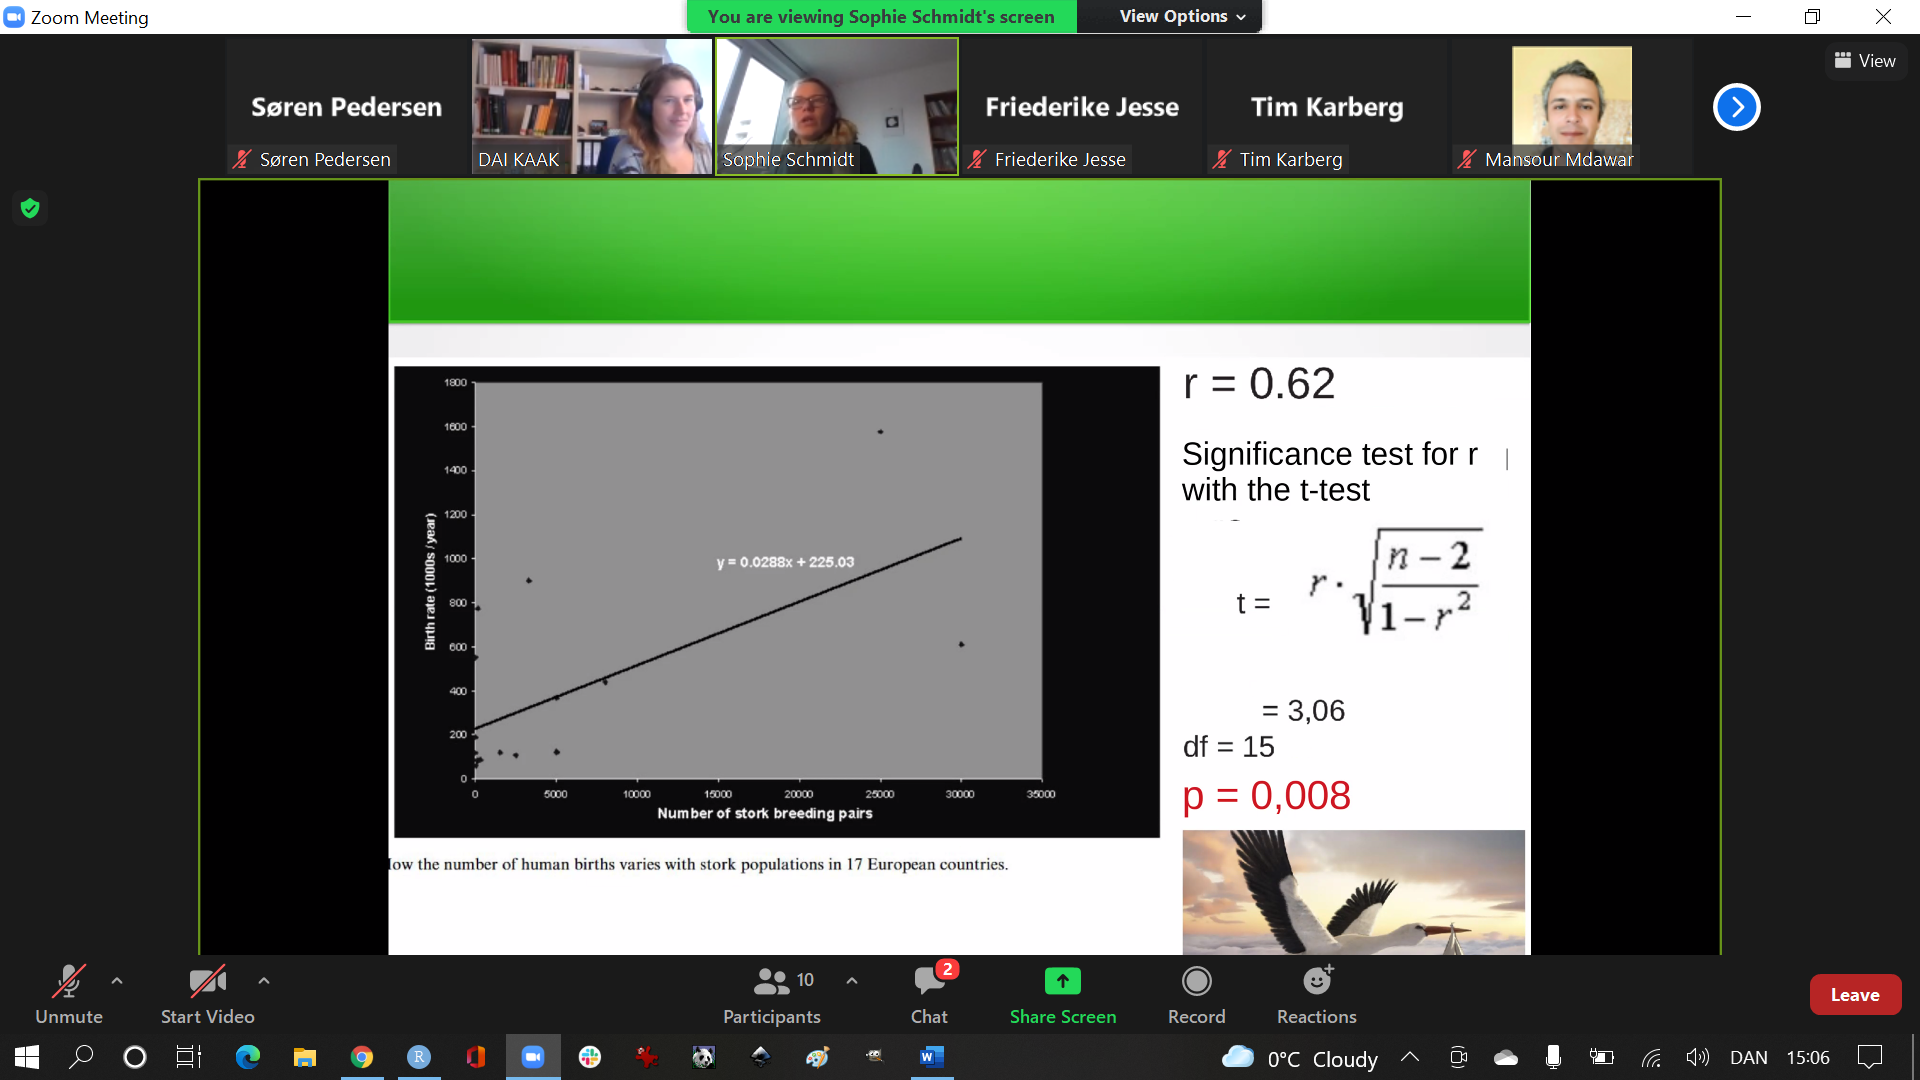 Zoom Meeting
You are viewing Sophie Schmidt's screen
View Options
Søren Pedersen
Søren Pedersen
DAI KAAK
Sophie Schmidt
Friederike Jesse
Friederike Jesse
Tim Karberg
Tim Karberg
Mansour Mdawar
View
1800
1600
1400
1200
1000
800
600
400
200
0
Birth rate (1000s /year)
y = 0.0288x + 225.03
0 5000 10000 15000 20000 25000 30000 35000
Number of stork breeding pairs
low the number of human births varies with stork populations in 17 European countries.
r = 0.62
Significance test for r
with the t-test
t = r · √((n − 2)/(1 − r²))
= 3,06
df = 15
p = 0,008
Unmute
Start Video
10
Participants
2
Chat
Share Screen
Record
Reactions
Leave
R
W
0°C Cloudy
DAN
15:06